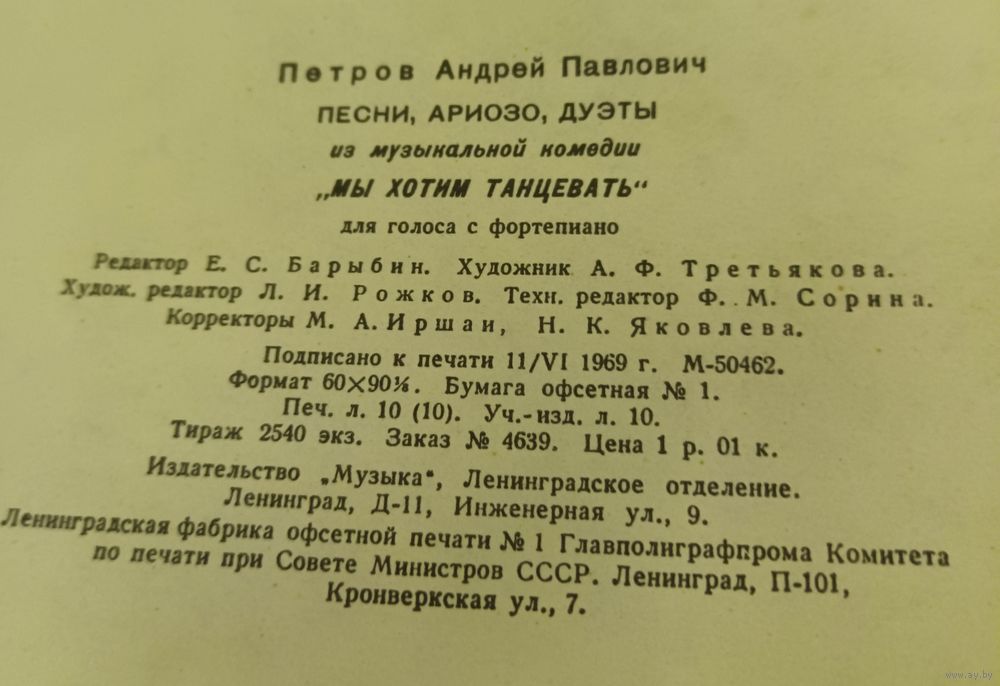 Петров Андрей Павлович
ПЕСНИ, АРИОЗО, ДУЭТЫ
из музыкальной комедии
„МЫ ХОТИМ ТАНЦЕВАТЬ“
для голоса с фортепиано
Редактор Е. С. Барыбин. Художник А. Ф. Третьякова.
Худож. редактор Л. И. Рожков. Техн. редактор Ф. М. Сорина.
Корректоры М. А. Иршаи, Н. К. Яковлева.
Подписано к печати 11/VI 1969 г. М-50462.
Формат 60×90⅛. Бумага офсетная № 1.
Печ. л. 10 (10). Уч.-изд. л. 10.
Тираж 2540 экз. Заказ № 4639. Цена 1 р. 01 к.
Издательство „Музыка“, Ленинградское отделение.
Ленинград, Д-11, Инженерная ул., 9.
Ленинградская фабрика офсетной печати № 1 Главполиграфпрома Комитета
по печати при Совете Министров СССР. Ленинград, П-101,
Кронверкская ул., 7.
www.ay.by